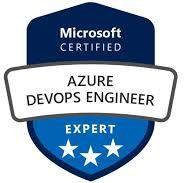 Microsoft
CERTIFIED
AZURE
DEVOPS ENGINEER
EXPERT